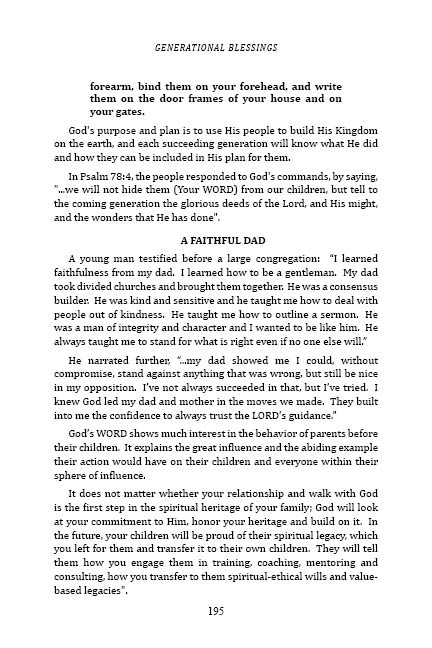 GENERATIONAL BLESSINGS
forearm, bind them on your forehead, and write
them on the door frames of your house and on
your gates.
God's purpose and plan is to use His people to build His Kingdom
on the earth, and each succeeding generation will know what He did
and how they can be included in His plan for them.
In Psalm 78:4, the people responded to God's commands, by saying,
"...we will not hide them (Your WORD) from our children, but tell to
the coming generation the glorious deeds of the Lord, and His might,
and the wonders that He has done".
A FAITHFUL DAD
A young man testified before a large congregation: “I learned
faithfulness from my dad. I learned how to be a gentleman. My dad
took divided churches and brought them together. He was a consensus
builder. He was kind and sensitive and he taught me how to deal with
people out of kindness. He taught me how to outline a sermon. He
was a man of integrity and character and I wanted to be like him. He
always taught me to stand for what is right even if no one else will.”
He narrated further, “...my dad showed me I could, without
compromise, stand against anything that was wrong, but still be nice
in my opposition. I’ve not always succeeded in that, but I’ve tried. I
knew God led my dad and mother in the moves we made. They built
into me the confidence to always trust the LORD’s guidance.”
God’s WORD shows much interest in the behavior of parents before
their children. It explains the great influence and the abiding example
their action would have on their children and everyone within their
sphere of influence.
It does not matter whether your relationship and walk with God
is the first step in the spiritual heritage of your family; God will look
at your commitment to Him, honor your heritage and build on it. In
the future, your children will be proud of their spiritual legacy, which
you left for them and transfer it to their own children. They will tell
them how you engage them in training, coaching, mentoring and
consulting, how you transfer to them spiritual-ethical wills and value-
based legacies".
195